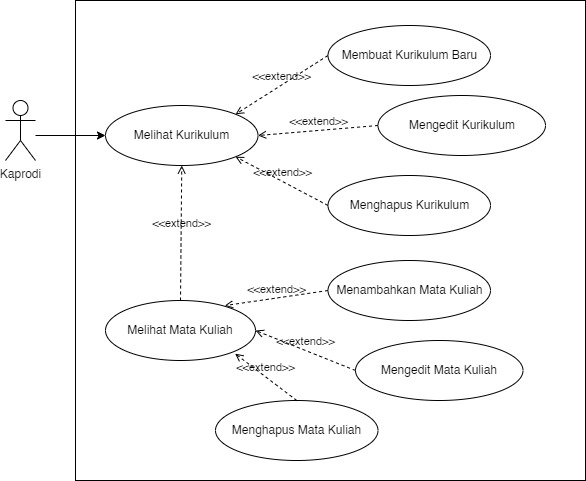 Membuat Kurikulum Baru
<<extend>>
Mengedit Kurikulum
<<extend>>
Melihat Kurikulum
Kaprodi
<<extend>>
Menghapus Kurikulum
<<extend>>
Menambahkan Mata Kuliah
<<extend>>
Melihat Mata Kuliah
<<extend>>
Mengedit Mata Kuliah
<<extend>>
Menghapus Mata Kuliah